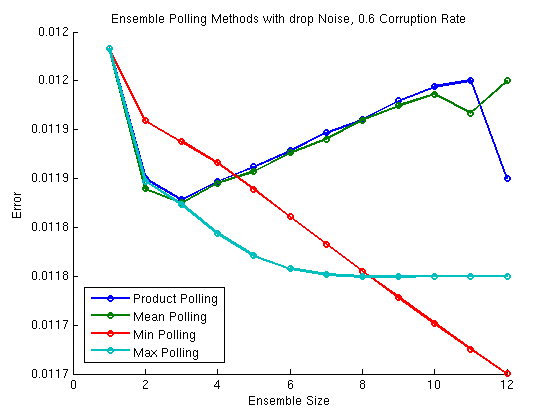 Ensemble Polling Methods with drop Noise, 0.6 Corruption Rate
0.012
0.012
0.0119
0.0119
0.0118
0.0118
0.0117
0.0117
Error
Product Polling
Mean Polling
Min Polling
Max Polling
0 2 4 6 8 10 12
Ensemble Size